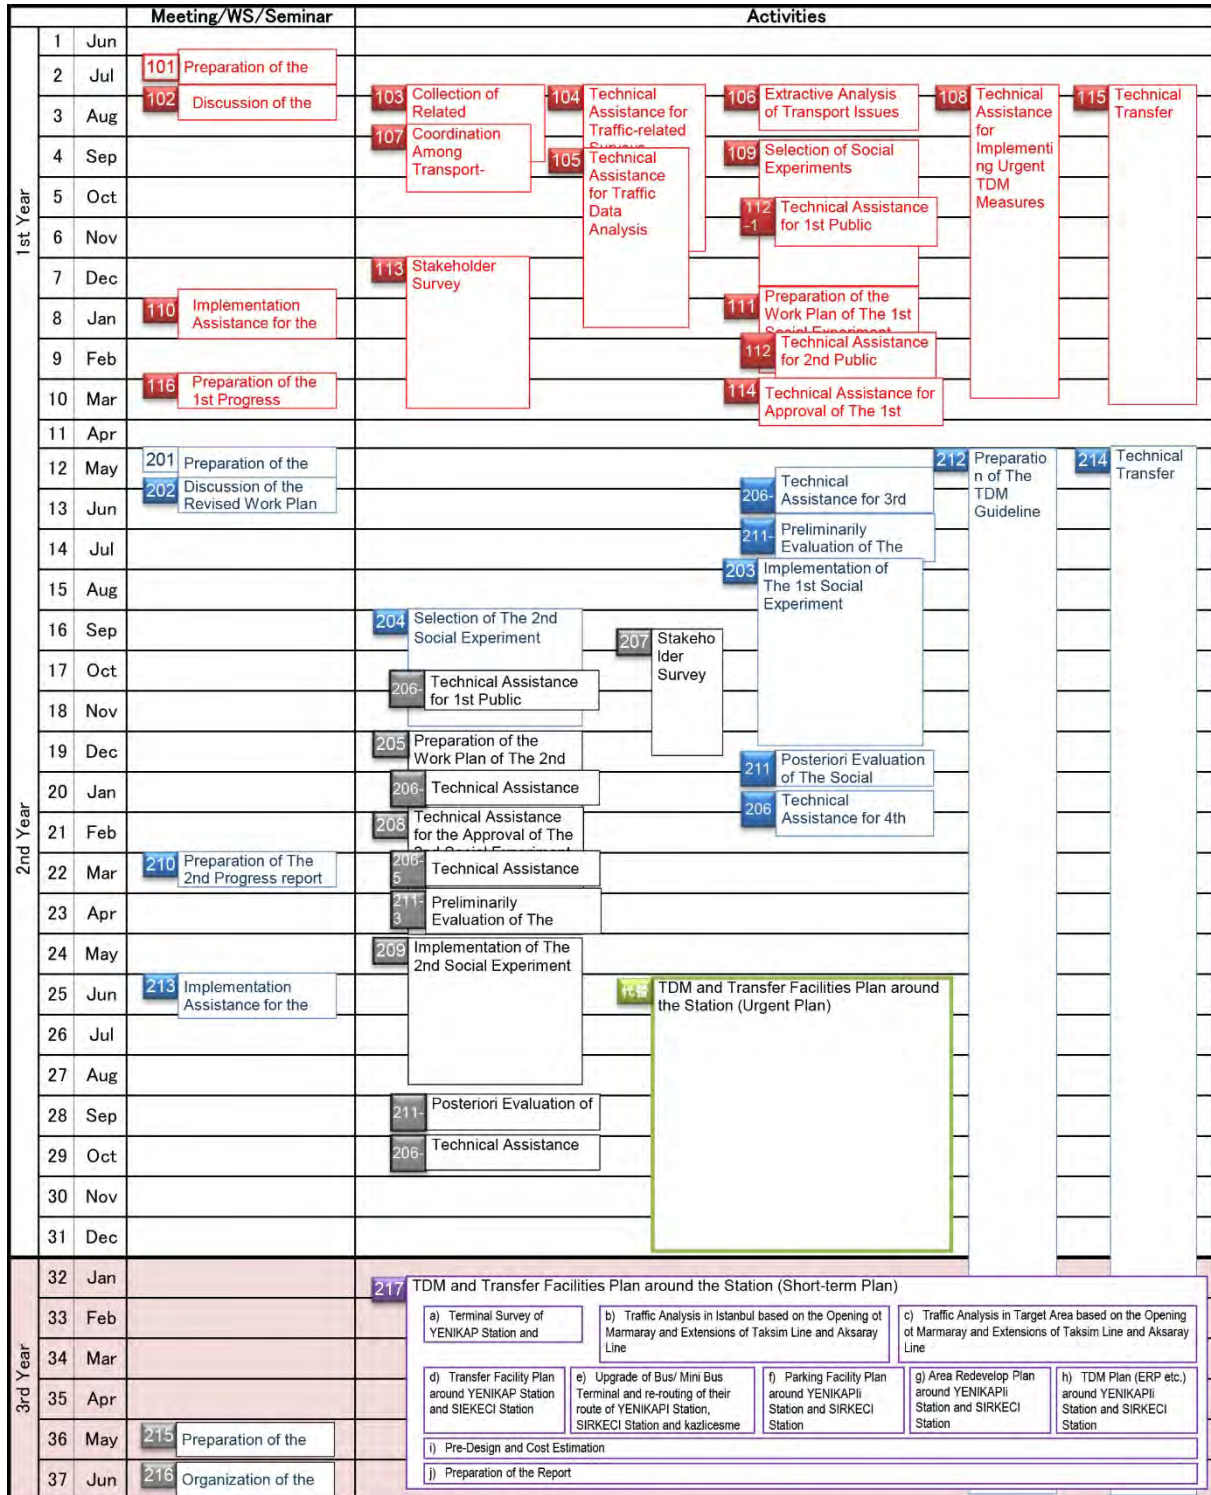 Meeting/WS/Seminar
Activities
1st Year
1 Jun
2 Jul
3 Aug
4 Sep
5 Oct
6 Nov
7 Dec
8 Jan
9 Feb
10 Mar
11 Apr
2nd Year
12 May
13 Jun
14 Jul
15 Aug
16 Sep
17 Oct
18 Nov
19 Dec
20 Jan
21 Feb
22 Mar
23 Apr
24 May
25 Jun
26 Jul
27 Aug
28 Sep
29 Oct
30 Nov
31 Dec
3rd Year
32 Jan
33 Feb
34 Mar
35 Apr
36 May
37 Jun
101 Preparation of the
102 Discussion of the
110 Implementation
Assistance for the
116 Preparation of the
1st Progress
201 Preparation of the
202 Discussion of the
Revised Work Plan
210 Preparation of The
2nd Progress report
213 Implementation
Assistance for the
215 Preparation of the
216 Organization of the
103 Collection of
Related
107 Coordination
Among
Transport-
104 Technical
Assistance for
Traffic-related
Surveys
105 Technical
Assistance
for Traffic
Data
Analysis
106 Extractive Analysis
of Transport Issues
109 Selection of Social
Experiments
112
-1
Technical Assistance
for 1st Public
108 Technical
Assistance
for
Implementi
ng Urgent
TDM
Measures
115 Technical
Transfer
113 Stakeholder
Survey
111 Preparation of the
Work Plan of The 1st
Social Experiment
112 Technical Assistance
for 2nd Public
114 Technical Assistance for
Approval of The 1st
212 Preparatio
n of The
TDM
Guideline
214 Technical
Transfer
206- Technical
Assistance for 3rd
211- Preliminarily
Evaluation of The
203 Implementation of
The 1st Social
Experiment
204 Selection of The 2nd
Social Experiment
207 Stakeho
lder
Survey
206- Technical Assistance
for 1st Public
205 Preparation of the
Work Plan of The 2nd
211 Posteriori Evaluation
of The Social
206- Technical Assistance
206 Technical
Assistance for 4th
208 Technical Assistance
for the Approval of The
2nd Social Experiment
206-
5
Technical Assistance
211-
3
Preliminarily
Evaluation of The
209 Implementation of The
2nd Social Experiment
代替 TDM and Transfer Facilities Plan around
the Station (Urgent Plan)
211- Posteriori Evaluation of
206- Technical Assistance
217 TDM and Transfer Facilities Plan around the Station (Short-term Plan)
a) Terminal Survey of
YENIKAP Station and
b) Traffic Analysis in Istanbul based on the Opening ot
Marmaray and Extensions of Taksim Line and Aksaray
Line
c) Traffic Analysis in Target Area based on the Opening
ot Marmaray and Extensions of Taksim Line and Aksaray
Line
d) Transfer Facility Plan
around YENIKAP Station
and SIEKECI Station
e) Upgrade of Bus/ Mini Bus
Terminal and re-routing of their
route of YENIKAPI Station,
SIRKECI Station and kazlicesme
f) Parking Facility Plan
around YENIKAPIi
Station and SIRKECI
Station
g) Area Redevelop Plan
around YENIKAPIi
Station and SIRKECI
Station
h) TDM Plan (ERP etc.)
around YENIKAPIi
Station and SIRKECI
Station
i) Pre-Design and Cost Estimation
j) Preparation of the Report